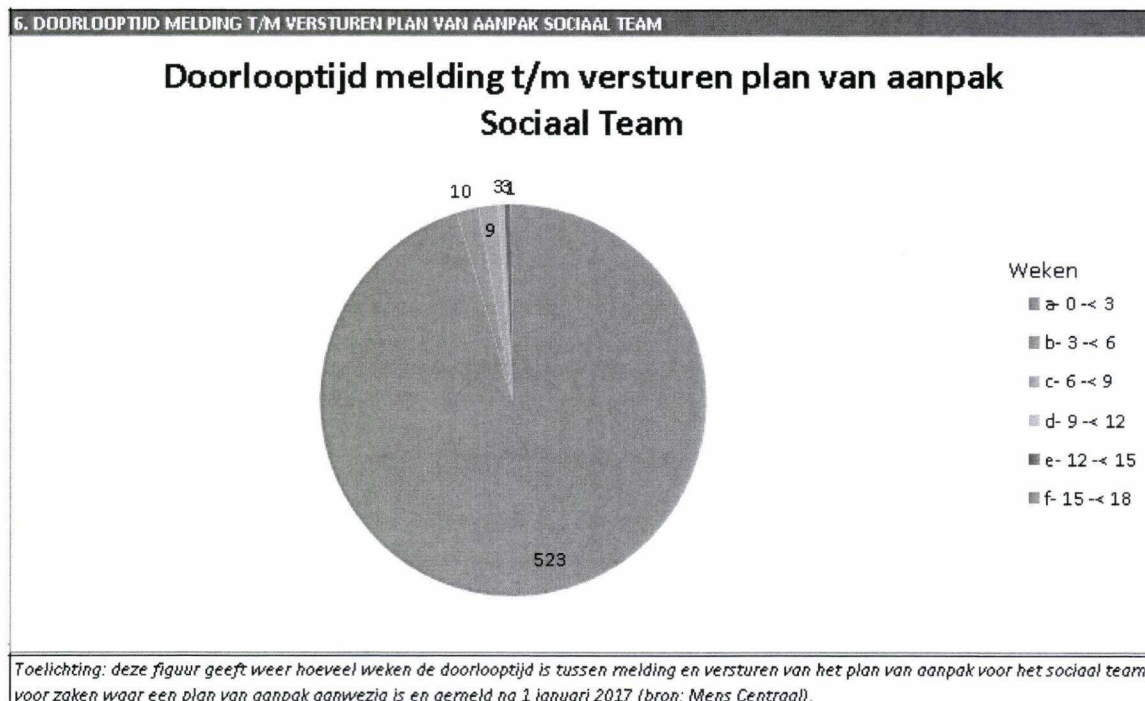 6. DOORLOOPTIJD MELDING T/M VERSTUREN PLAN VAN AANPAK SOCIAAL TEAM
Doorlooptijd melding t/m versturen plan van aanpak
Sociaal Team
10
9
523
Weken
a- 0 -< 3
b- 3 -< 6
c- 6 -< 9
d- 9 -< 12
e- 12 -< 15
f- 15 -< 18
Toelichting: deze figuur geeft weer hoeveel weken de doorlooptijd is tussen melding en versturen van het plan van aanpak voor het sociaal team
voor zaken waar een plan van aanpak aanwezig is en gemeld na 1 januari 2017 (bron: Mens Centraal).